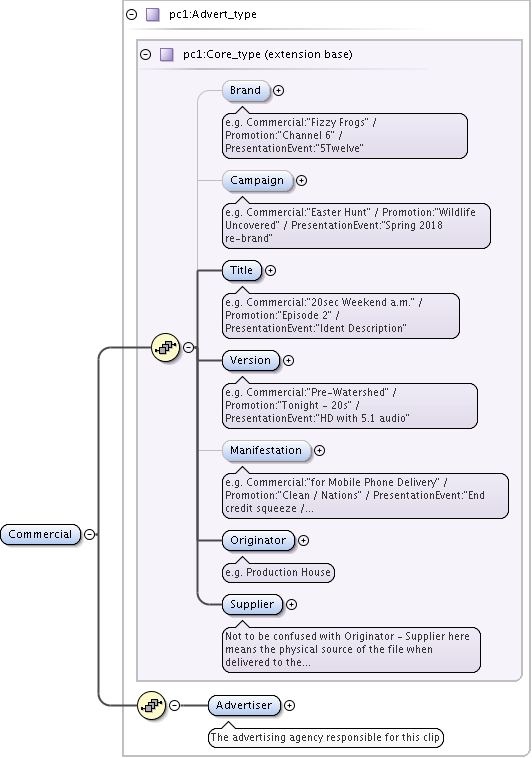 pc1:Advert_type
pc1:Core_type (extension base)
Brand
e.g. Commercial:"Fizzy Frogs" /
Promotion:"Channel 6" /
PresentationEvent:"5Twelve"
Campaign
e.g. Commercial:"Easter Hunt" / Promotion:"Wildlife
Uncovered" / PresentationEvent:"Spring 2018
re-brand"
Title
e.g. Commercial:"20sec Weekend a.m." /
Promotion:"Episode 2" /
PresentationEvent:"Ident Description"
Version
e.g. Commercial:"Pre-Watershed" /
Promotion:"Tonight - 20s" /
PresentationEvent:"HD with 5.1 audio"
Manifestation
e.g. Commercial:"for Mobile Phone Delivery" /
Promotion:"Clean / Nations" / PresentationEvent:"End
credit squeeze /...
Commercial
Originator
e.g. Production House
Supplier
Not to be confused with Originator - Supplier here
means the physical source of the file when
delivered to the...
Advertiser
The advertising agency responsible for this clip